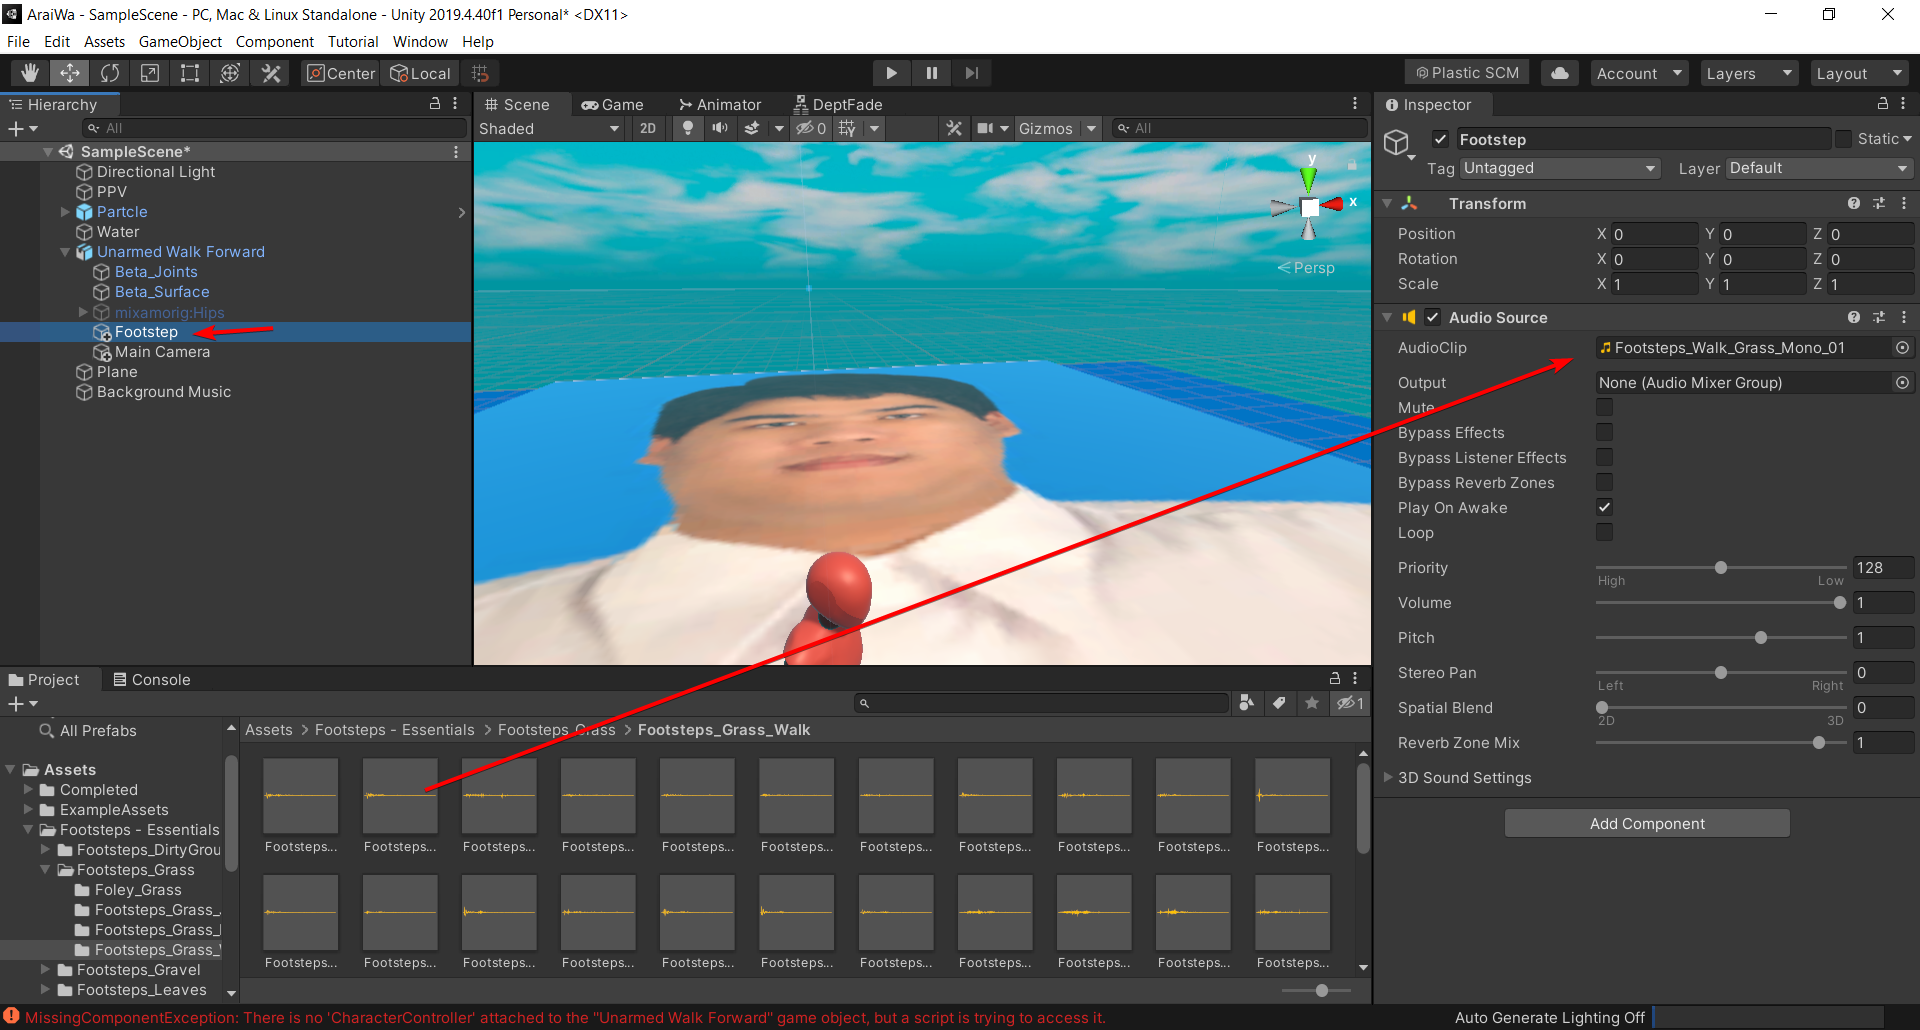 AraiWa - SampleScene - PC, Mac & Linux Standalone - Unity 2019.4.40f1 Personal* <DX11>
File Edit Assets GameObject Component Tutorial Window Help
Center Local Plastic SCM Account Layers Layout
Hierarchy
All
SampleScene*
Directional Light
PPV
Partcle
Water
Unarmed Walk Forward
Beta_Joints
Beta_Surface
mixamorig:Hips
Footstep
Main Camera
Plane
Background Music
Scene Game Animator DeptFade
Shaded 2D 0 Gizmos All
y
x
Persp
Inspector
Footstep Static
Tag Untagged Layer Default
Transform
Position X 0 Y 0 Z 0
Rotation X 0 Y 0 Z 0
Scale X 1 Y 1 Z 1
Audio Source
AudioClip Footsteps_Walk_Grass_Mono_01
Output None (Audio Mixer Group)
Mute
Bypass Effects
Bypass Listener Effects
Bypass Reverb Zones
Play On Awake
Loop
Priority 128
High Low
Volume 1
Pitch 1
Stereo Pan 0
Left Right
Spatial Blend 0
2D 3D
Reverb Zone Mix 1
3D Sound Settings
Add Component
Project Console
1
All Prefabs
Assets
Completed
ExampleAssets
Footsteps - Essentials
Footsteps_DirtyGrou
Footsteps_Grass
Foley_Grass
Footsteps_Grass_
Footsteps_Grass_
Footsteps_Grass_
Footsteps_Gravel
Footsteps_Leaves
Assets > Footsteps - Essentials > Footsteps_Grass > Footsteps_Grass_Walk
Footsteps... Footsteps... Footsteps... Footsteps... Footsteps... Footsteps... Footsteps... Footsteps... Footsteps... Footsteps... Footsteps...
Footsteps... Footsteps... Footsteps... Footsteps... Footsteps... Footsteps... Footsteps... Footsteps... Footsteps... Footsteps... Footsteps...
MissingComponentException: There is no 'CharacterController' attached to the "Unarmed Walk Forward" game object, but a script is trying to access it.
Auto Generate Lighting Off